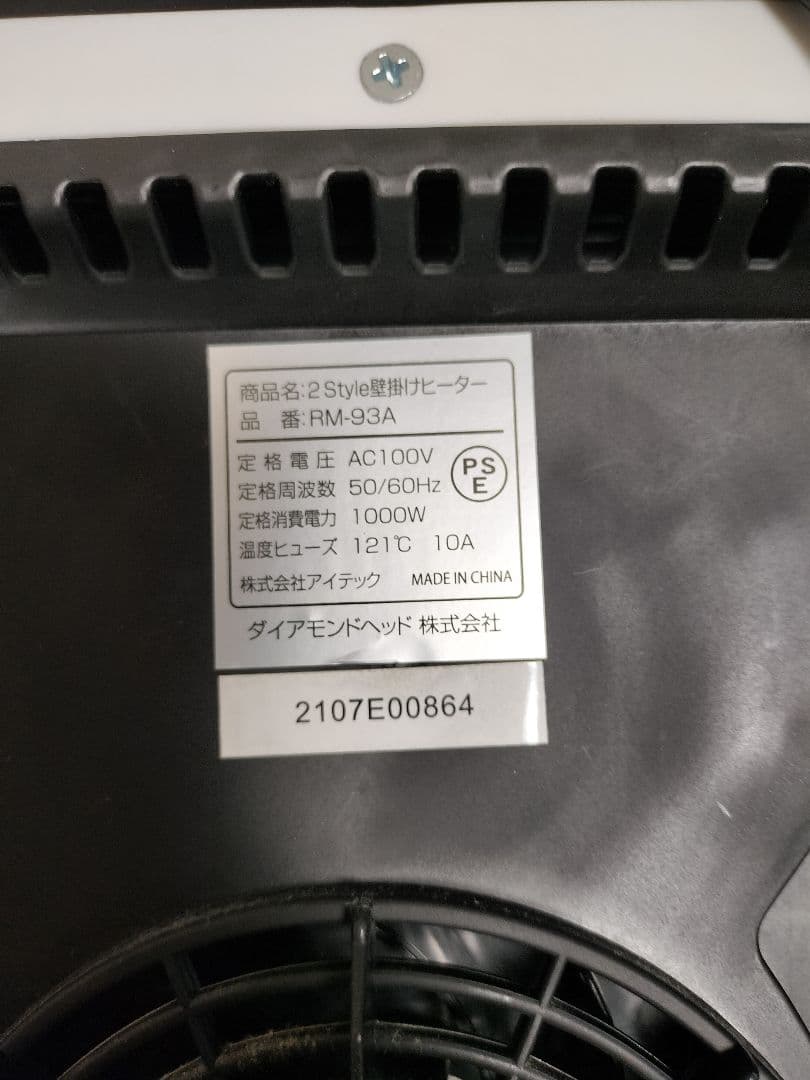 商品名:2Style壁掛けヒーター
品 番:RM-93A
定格電圧 AC100V
定格周波数 50/60Hz
PS
E
定格消費電力 1000W
温度ヒューズ 121℃ 10A
株式会社アイテック MADE IN CHINA
ダイアモンドヘッド 株式会社
2107E00864